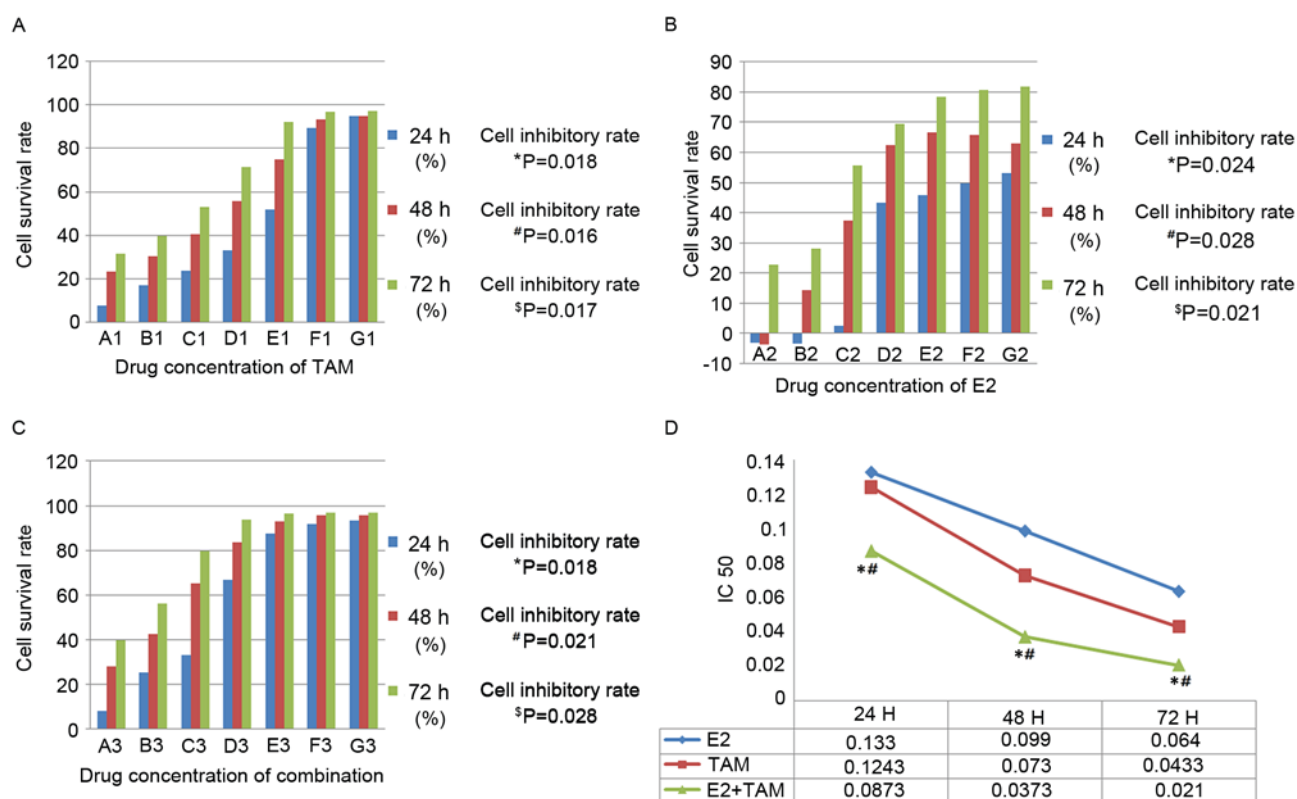 A
120
100
80
60
40
20
0
Cell survival rate
A1 B1 C1 D1 E1 F1 G1
Drug concentration of TAM
24 h
(%)
Cell inhibitory rate
*P=0.018
48 h
(%)
Cell inhibitory rate
#P=0.016
72 h
(%)
Cell inhibitory rate
$P=0.017
B
90
80
70
60
50
40
30
20
10
0
-10
Cell survival rate
A2 B2 C2 D2 E2 F2 G2
Drug concentration of E2
24 h
(%)
Cell inhibitory rate
*P=0.024
48 h
(%)
Cell inhibitory rate
#P=0.028
72 h
(%)
Cell inhibitory rate
$P=0.021
C
120
100
80
60
40
20
0
Cell survival rate
A3 B3 C3 D3 E3 F3 G3
Drug concentration of combination
24 h
(%)
Cell inhibitory rate
*P=0.018
48 h
(%)
Cell inhibitory rate
#P=0.021
72 h
(%)
Cell inhibitory rate
$P=0.028
D
0.14
0.12
0.1
0.08
0.06
0.04
0.02
0
IC 50
*#
*#
*#
24 H 48 H 72 H
E2 0.133 0.099 0.064
TAM 0.1243 0.073 0.0433
E2+TAM 0.0873 0.0373 0.021